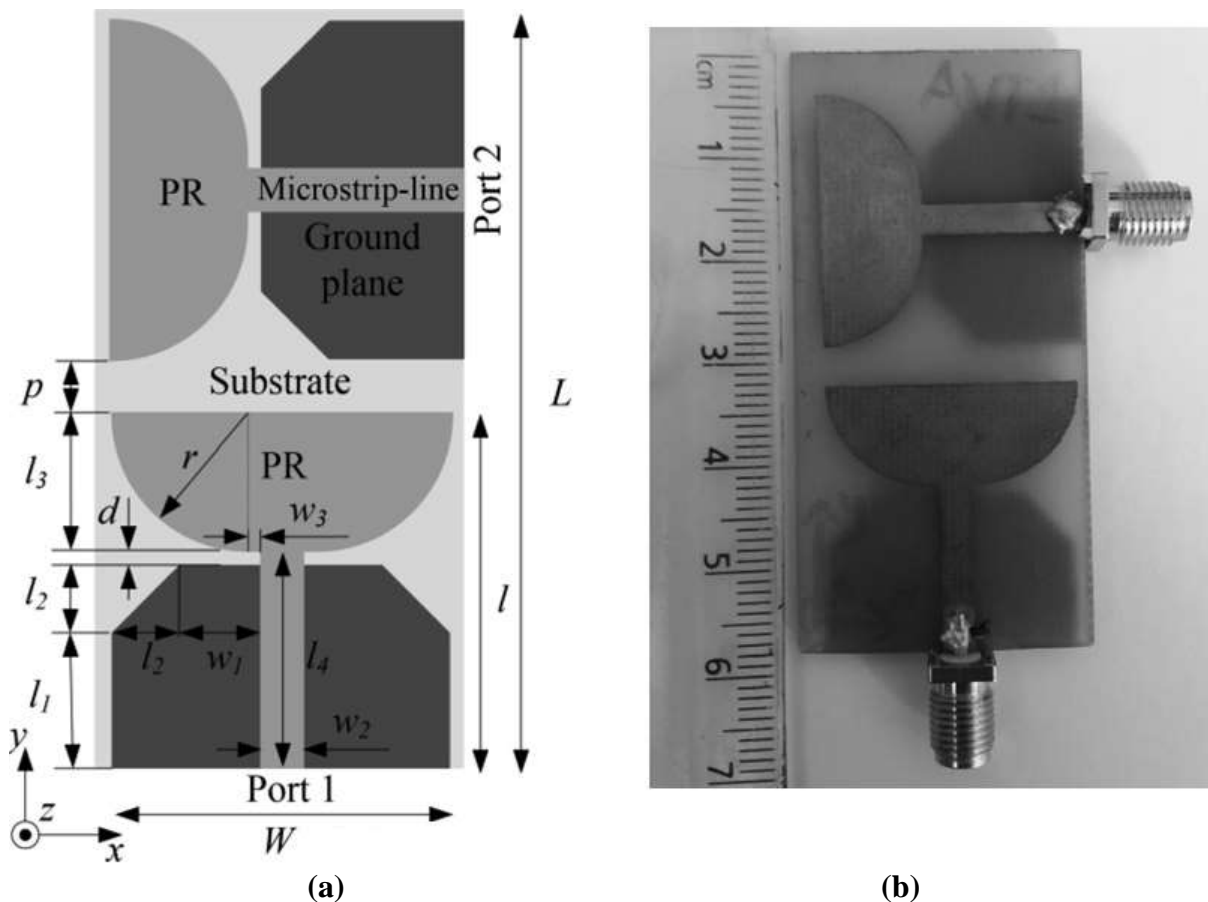 PR
Microstrip-line
Ground
plane
Port 2
p
Substrate
L
l3
r
PR
d
w3
l2
l
l2
w1
l4
l1
w2
y
Port 1
z
x
W
(a)
cm
ANT2
1
2
3
4
5
6
7
(b)